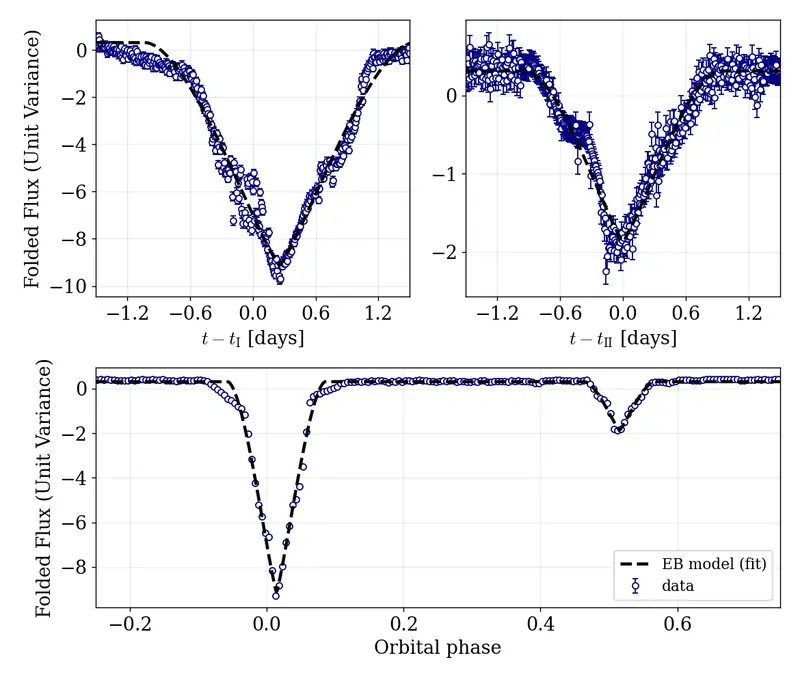 Folded Flux (Unit Variance)
0
−2
−4
−6
−8
−10
−1.2 −0.6 0.0 0.6 1.2
t − tI [days]
0
−1
−2
−1.2 −0.6 0.0 0.6 1.2
t − tII [days]
Folded Flux (Unit Variance)
0
−2
−4
−6
−8
−0.2 0.0 0.2 0.4 0.6
Orbital phase
EB model (fit)
data